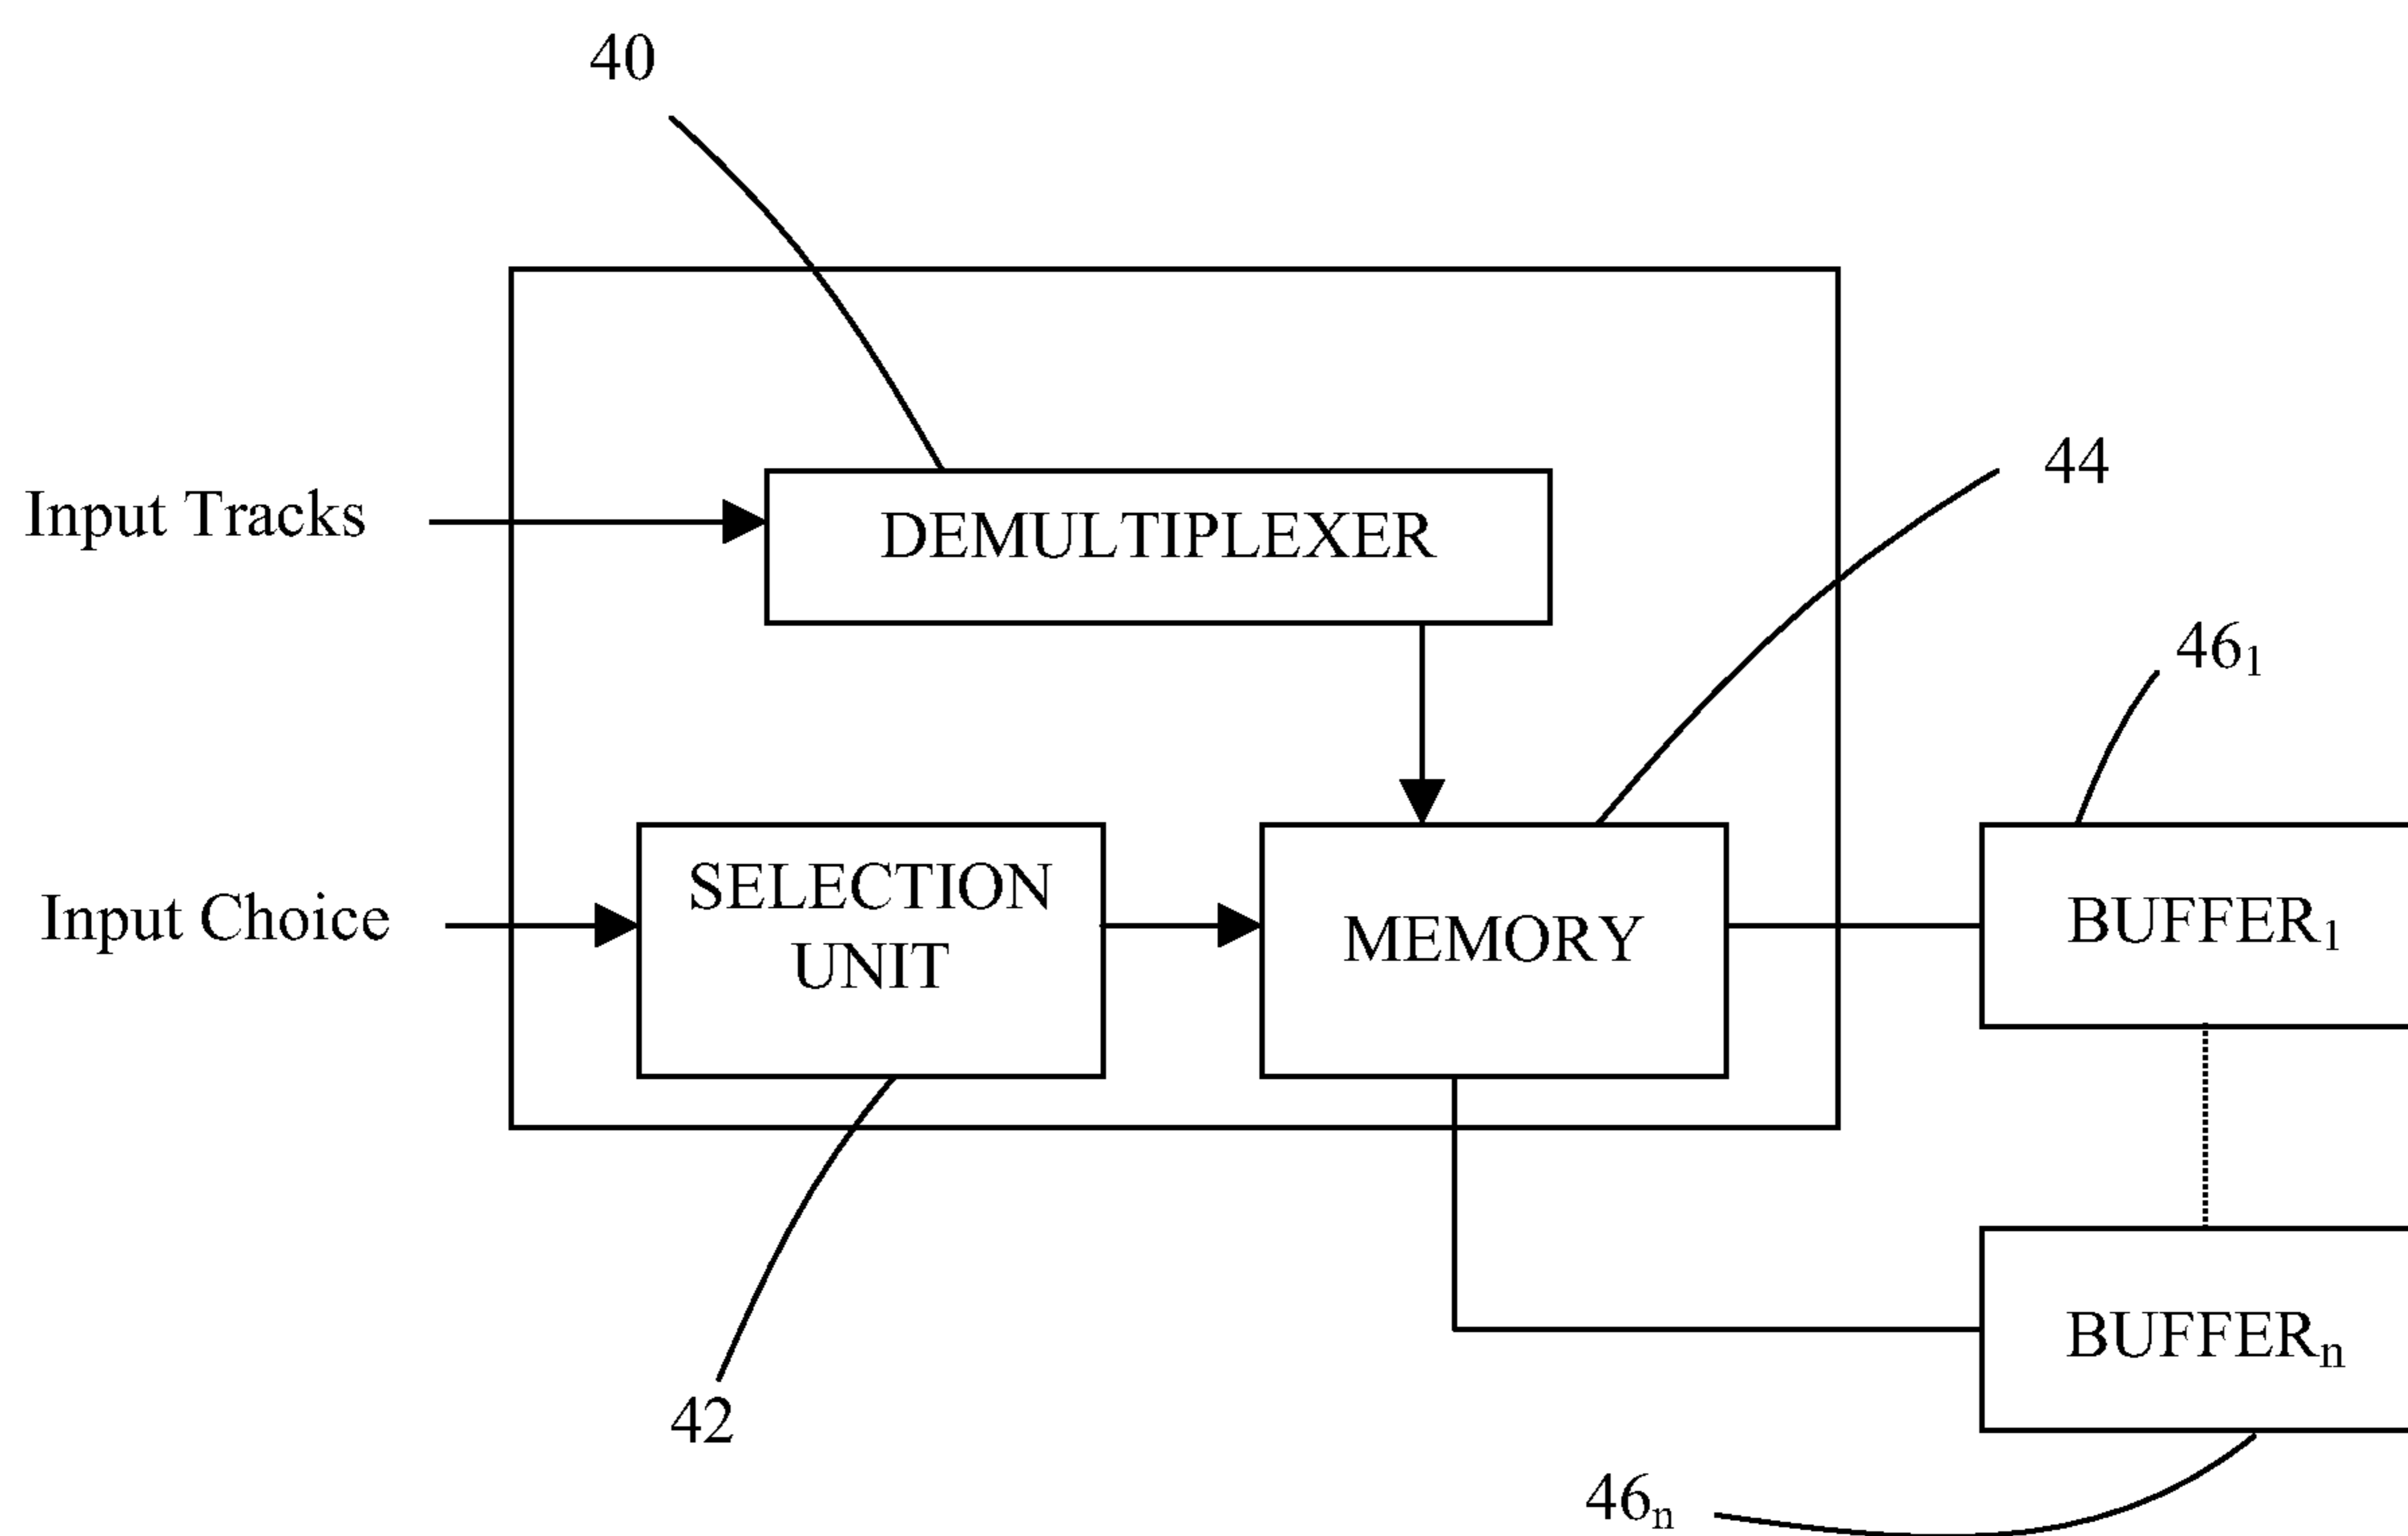 40
Input Tracks
DEMULTIPLEXER
44
46₁
Input Choice
SELECTION
UNIT
MEMORY
BUFFER₁
BUFFERₙ
42
46ₙ